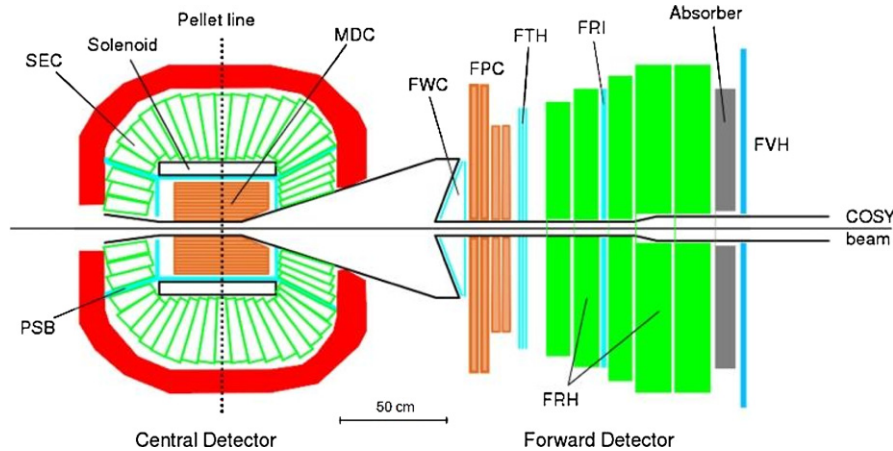 Pellet line
Absorber
Solenoid
MDC
FTH
FRI
SEC
FPC
FWC
FVH
COSY
beam
PSB
FRH
50 cm
Central Detector
Forward Detector